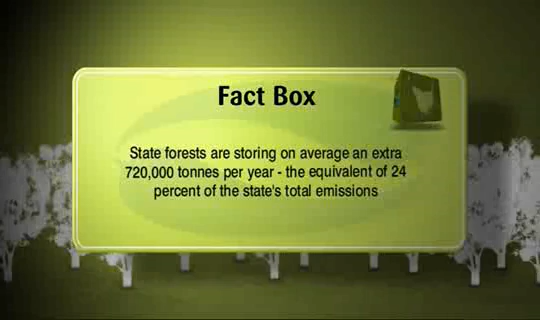 Fact Box
State forests are storing on average an extra
720,000 tonnes per year - the equivalent of 24
percent of the state's total emissions